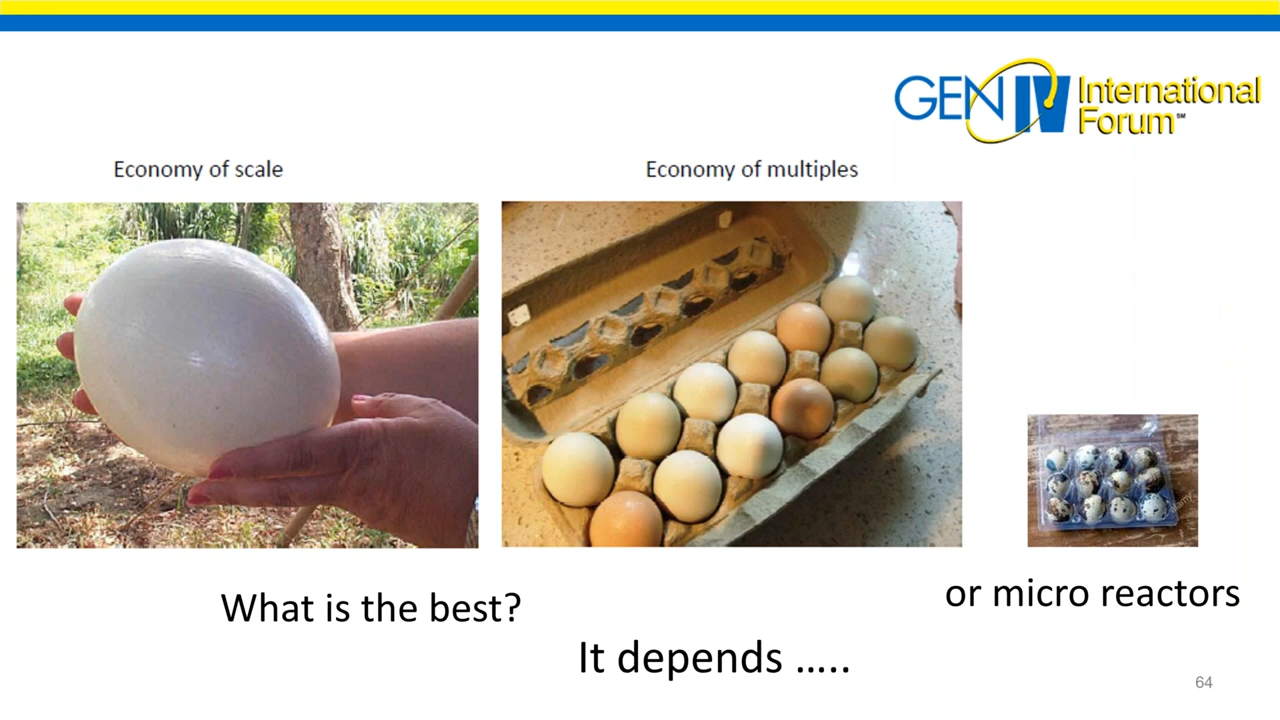 GEN IV International
Forum SM
Economy of scale
Economy of multiples
or micro reactors
What is the best?
It depends …..
64